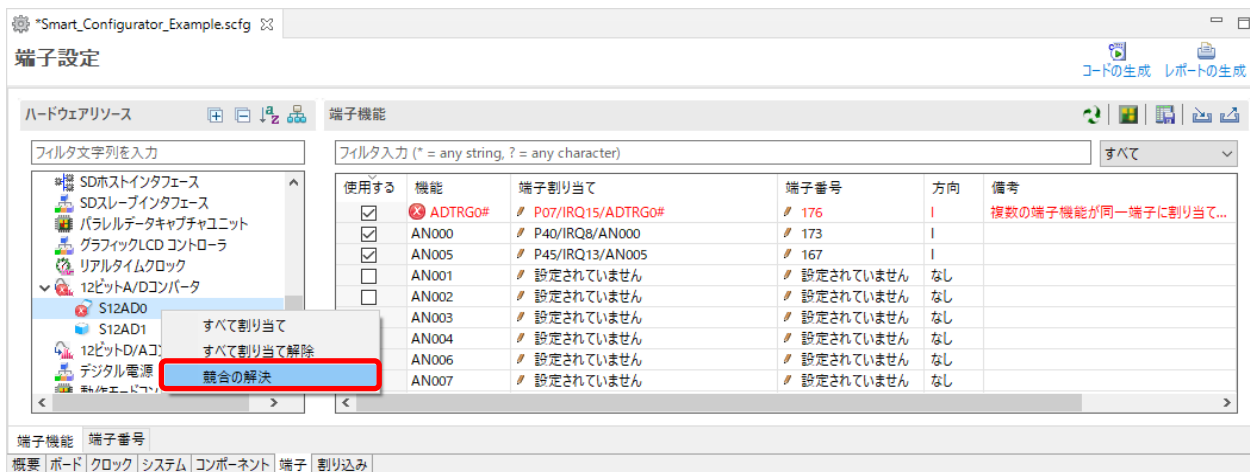 *Smart_Configurator_Example.scfg
端子設定
コードの生成 レポートの生成
ハードウェアリソース
端子機能
フィルタ文字列を入力
フィルタ入力 (* = any string, ? = any character)
すべて
SDホストインタフェース
SDスレーブインタフェース
パラレルデータキャプチャユニット
グラフィックLCD コントローラ
リアルタイムクロック
12ビットA/Dコンバータ
S12AD0
S12AD1
12ビットD/Aコ
デジタル電源
すべて割り当て
すべて割り当て解除
競合の解決
使用する 機能 端子割り当て 端子番号 方向 備考
ADTRG0# P07/IRQ15/ADTRG0# 176 I 複数の端子機能が同一端子に割り当て...
AN000 P40/IRQ8/AN000 173 I
AN005 P45/IRQ13/AN005 167 I
AN001 設定されていません 設定されていません なし
AN002 設定されていません 設定されていません なし
AN003 設定されていません 設定されていません なし
AN004 設定されていません 設定されていません なし
AN006 設定されていません 設定されていません なし
AN007 設定されていません 設定されていません なし
端子機能 端子番号
概要 ボード クロック システム コンポーネント 端子 割り込み